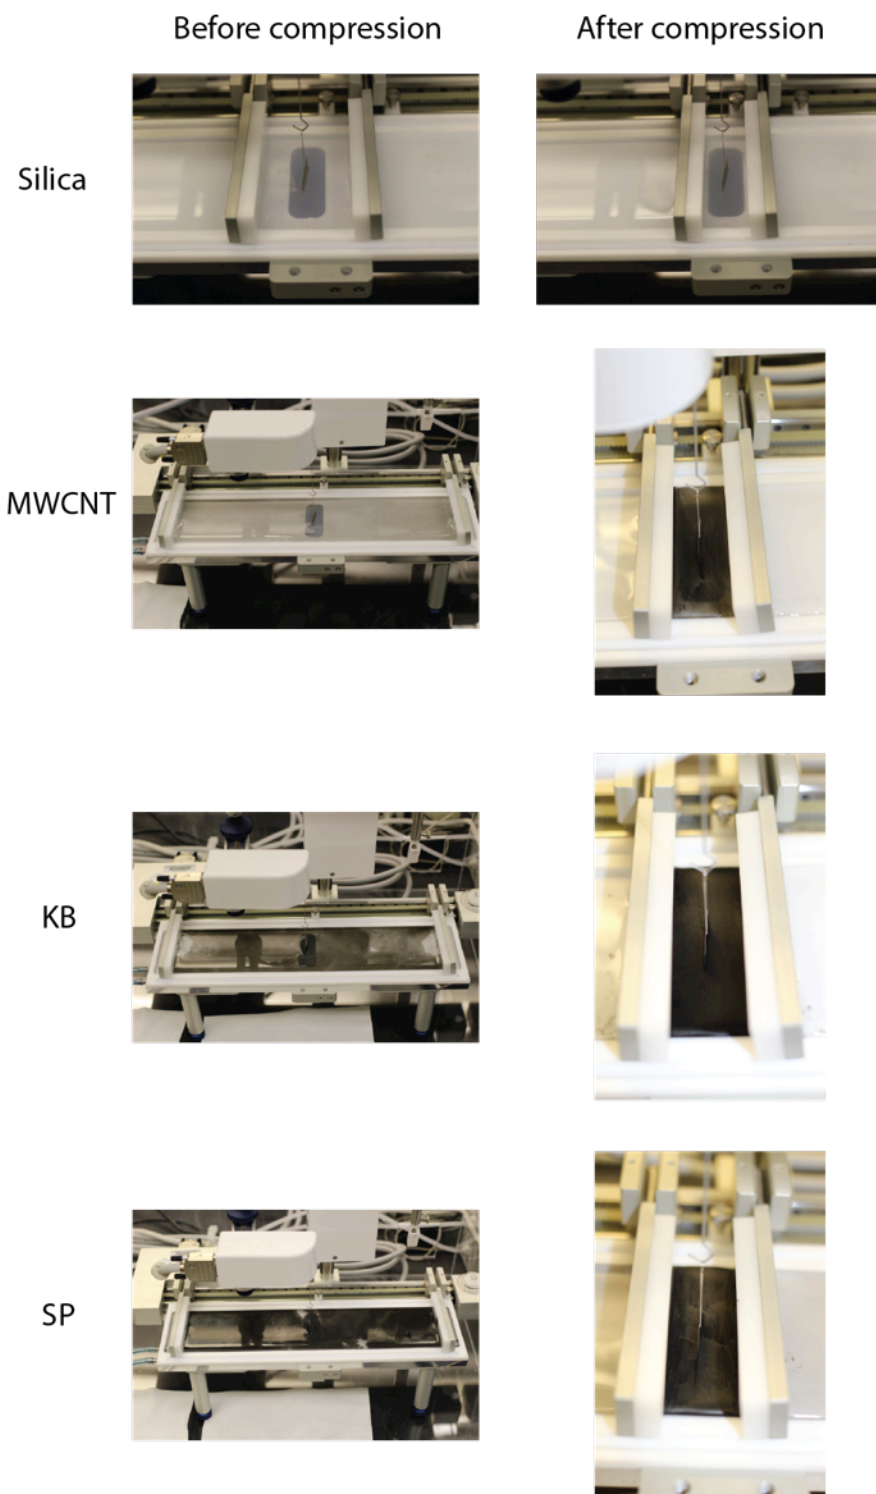 Before compression
After compression
Silica
MWCNT
KB
SP